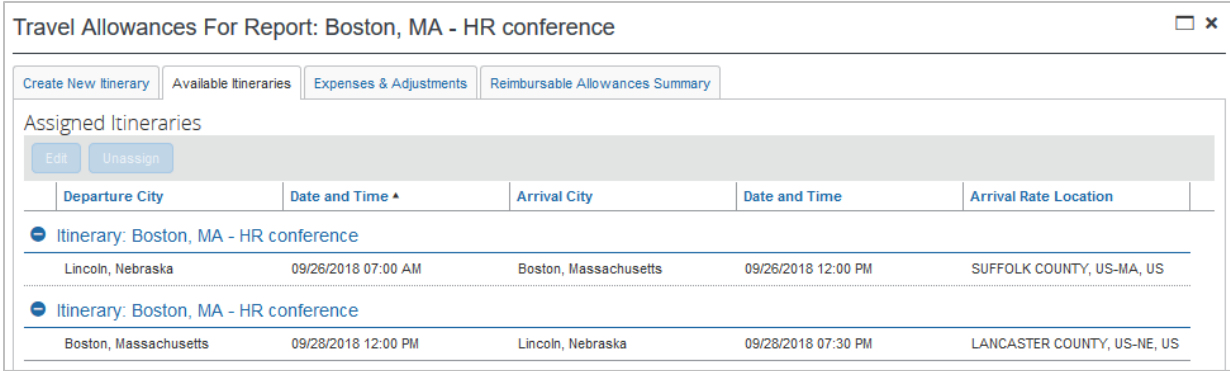 Travel Allowances For Report: Boston, MA - HR conference
Create New Itinerary Available Itineraries Expenses & Adjustments Reimbursable Allowances Summary
Assigned Itineraries
Edit Unassign
Departure City Date and Time Arrival City Date and Time Arrival Rate Location
Itinerary: Boston, MA - HR conference
Lincoln, Nebraska 09/26/2018 07:00 AM Boston, Massachusetts 09/26/2018 12:00 PM SUFFOLK COUNTY, US-MA, US
Itinerary: Boston, MA - HR conference
Boston, Massachusetts 09/28/2018 12:00 PM Lincoln, Nebraska 09/28/2018 07:30 PM LANCASTER COUNTY, US-NE, US